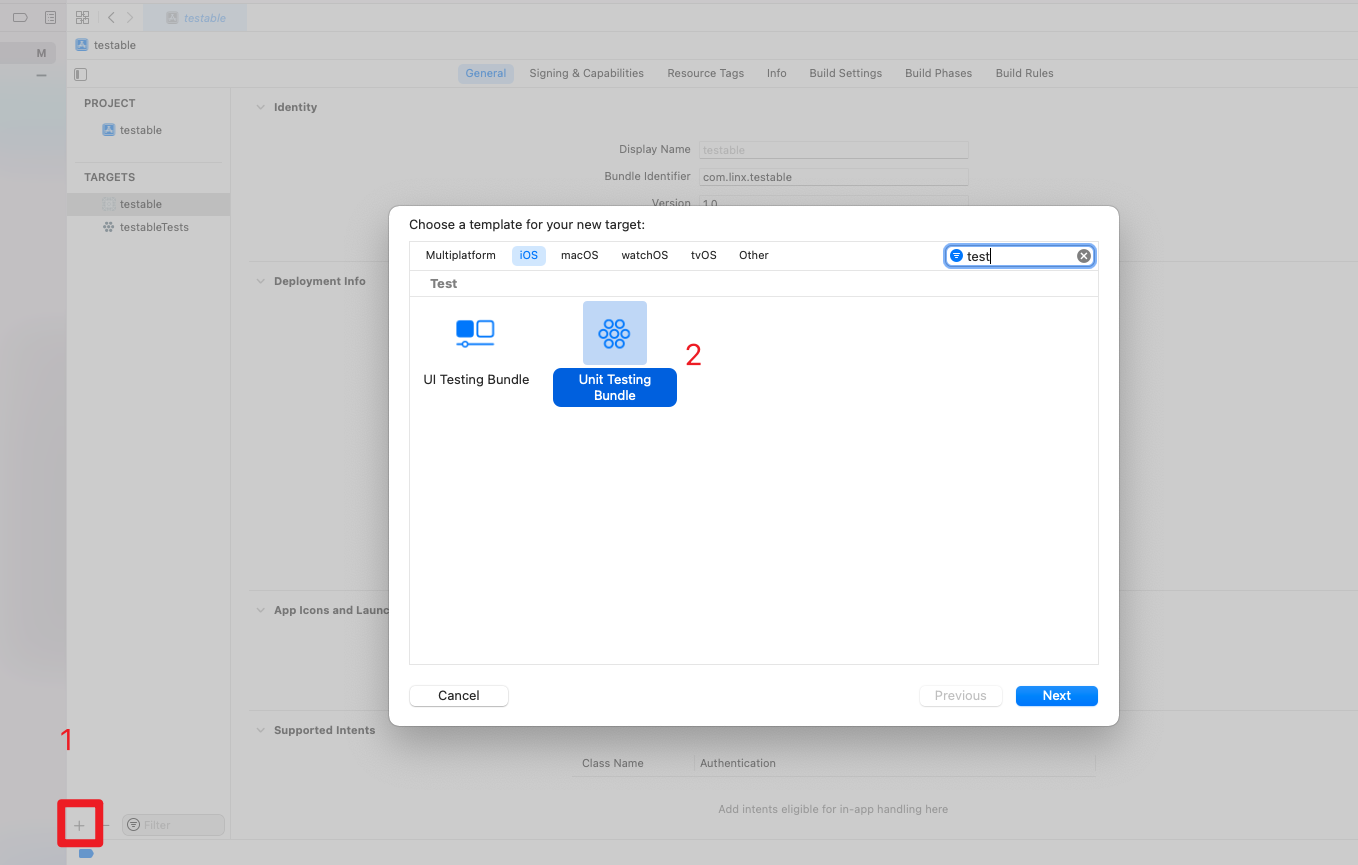 testable
M
testable
General Signing & Capabilities Resource Tags Info Build Settings Build Phases Build Rules
PROJECT
testable
TARGETS
testable
testableTests
Identity
Display Name testable
Bundle Identifier com.linx.testable
Version 1.0
Deployment Info
App Icons and Launc
Supported Intents
Class Name Authentication
Add intents eligible for in-app handling here
Choose a template for your new target:
Multiplatform iOS macOS watchOS tvOS Other test
Test
UI Testing Bundle
Unit Testing
Bundle
2
Cancel Previous Next
1
+ − Filter